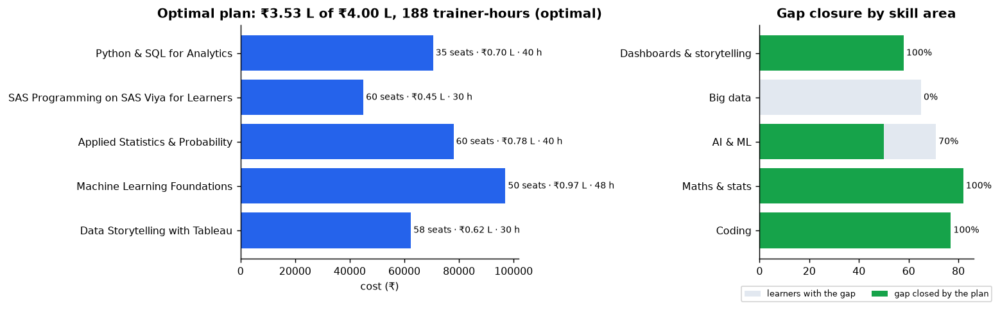 Optimal plan: ₹3.53 L of ₹4.00 L, 188 trainer-hours (optimal)
Python & SQL for Analytics
35 seats · ₹0.70 L · 40 h
SAS Programming on SAS Viya for Learners
60 seats · ₹0.45 L · 30 h
Applied Statistics & Probability
60 seats · ₹0.78 L · 40 h
Machine Learning Foundations
50 seats · ₹0.97 L · 48 h
Data Storytelling with Tableau
58 seats · ₹0.62 L · 30 h
0 20000 40000 60000 80000 100000
cost (₹)
Gap closure by skill area
Dashboards & storytelling
100%
Big data
0%
AI & ML
70%
Maths & stats
100%
Coding
100%
0 20 40 60 80
learners with the gap
gap closed by the plan